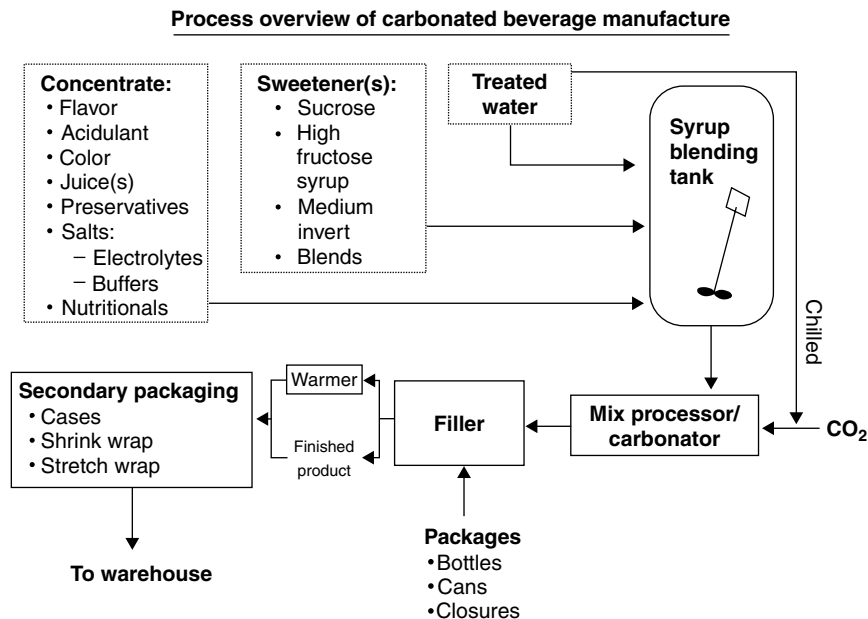 Process overview of carbonated beverage manufacture
Concentrate:
• Flavor
• Acidulant
• Color
• Juice(s)
• Preservatives
• Salts:
– Electrolytes
– Buffers
• Nutritionals
Sweetener(s):
• Sucrose
• High
fructose
syrup
• Medium
invert
• Blends
Treated
water
Syrup
blending
tank
Chilled
CO₂
Mix processor/
carbonator
Filler
Packages
•Bottles
•Cans
•Closures
Warmer
Finished
product
Secondary packaging
• Cases
• Shrink wrap
• Stretch wrap
To warehouse